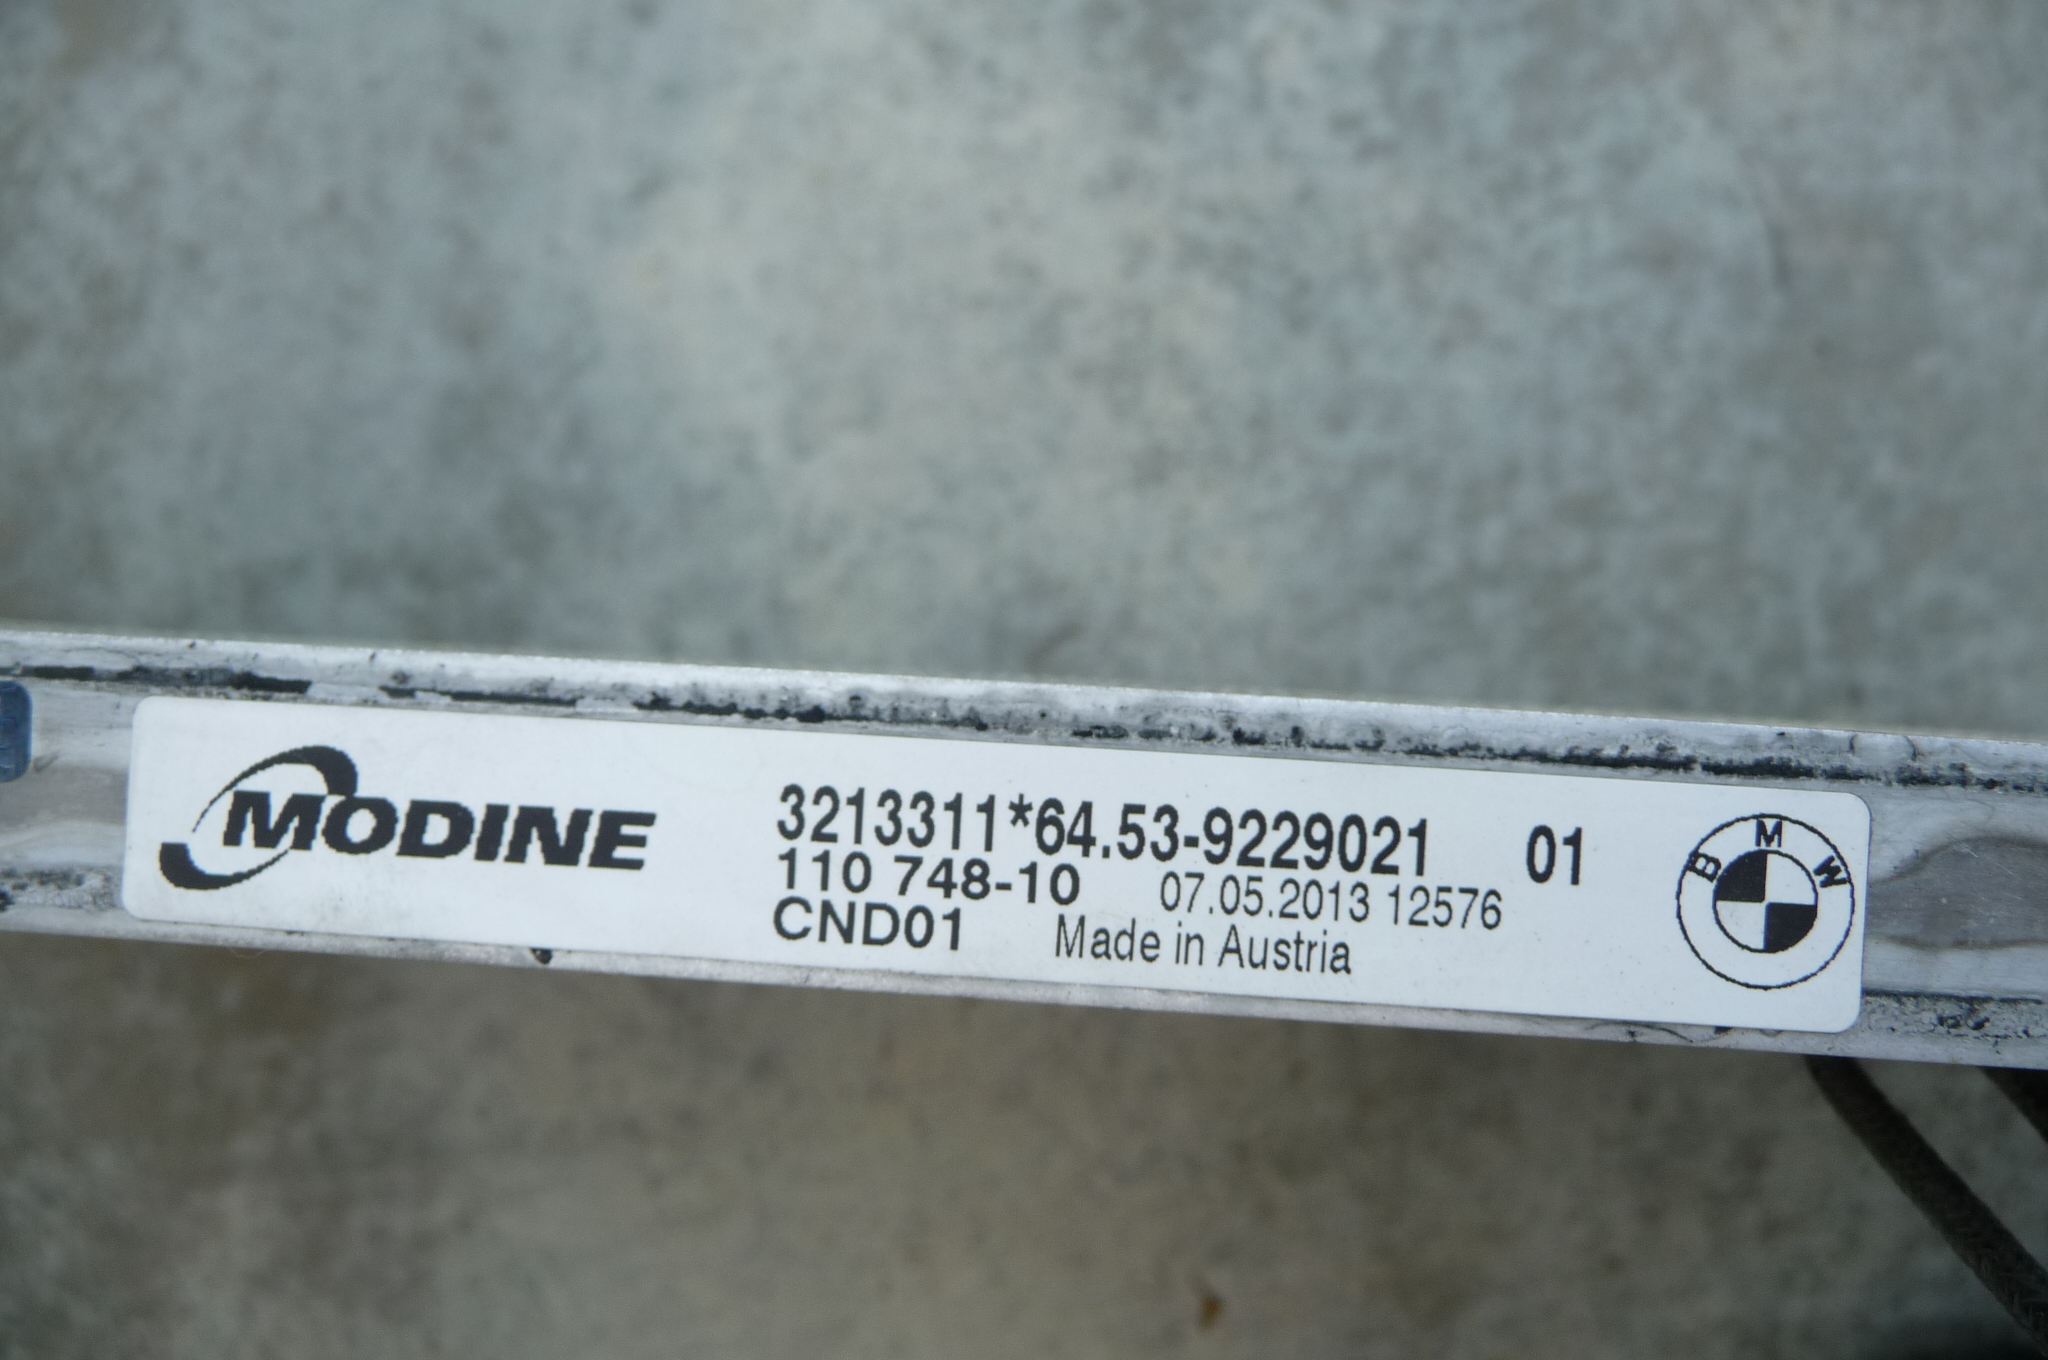 MODINE
3213311*64.53-9229021 01
110 748-10 07.05.2013 12576
CND01 Made in Austria
BMW